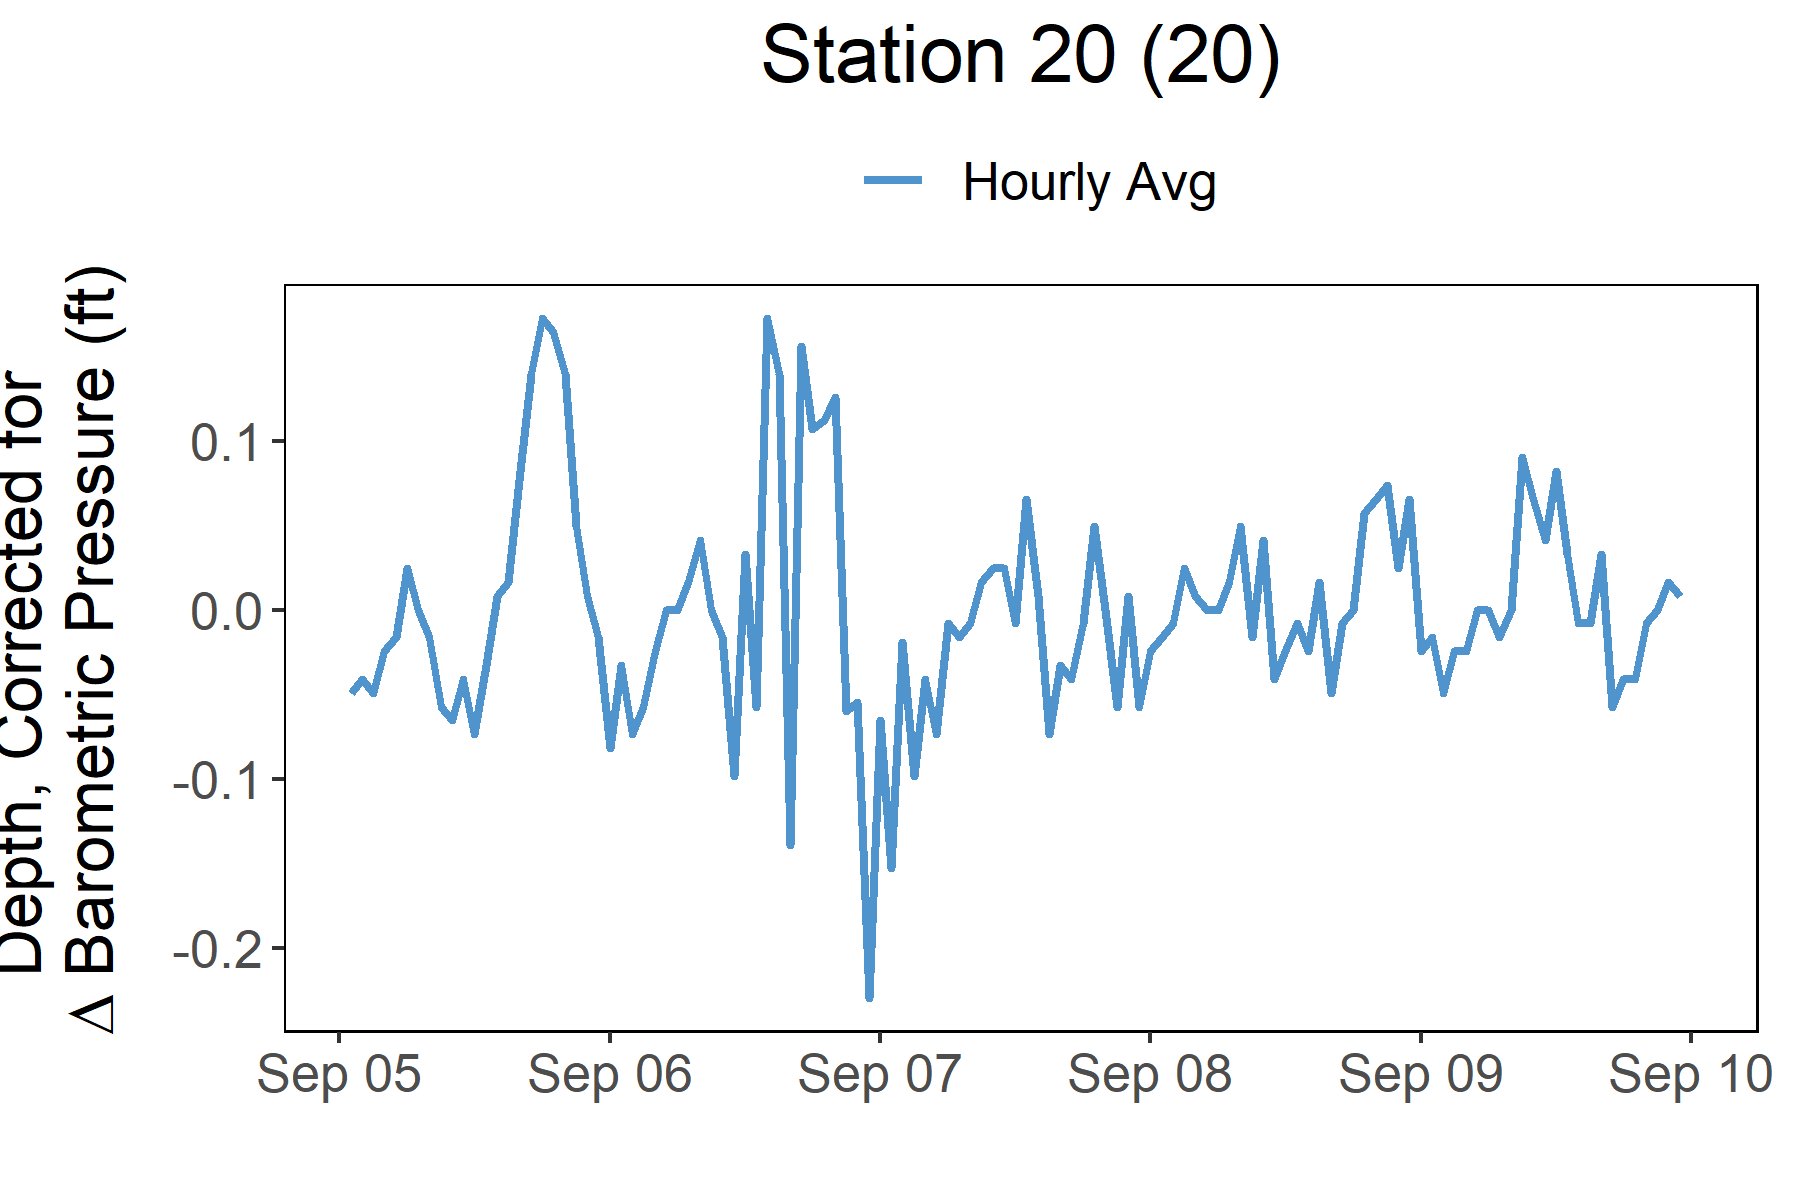 Station 20 (20)
Hourly Avg
Depth, Corrected for
Δ Barometric Pressure (ft)
0.1
0.0
-0.1
-0.2
Sep 05 Sep 06 Sep 07 Sep 08 Sep 09 Sep 10